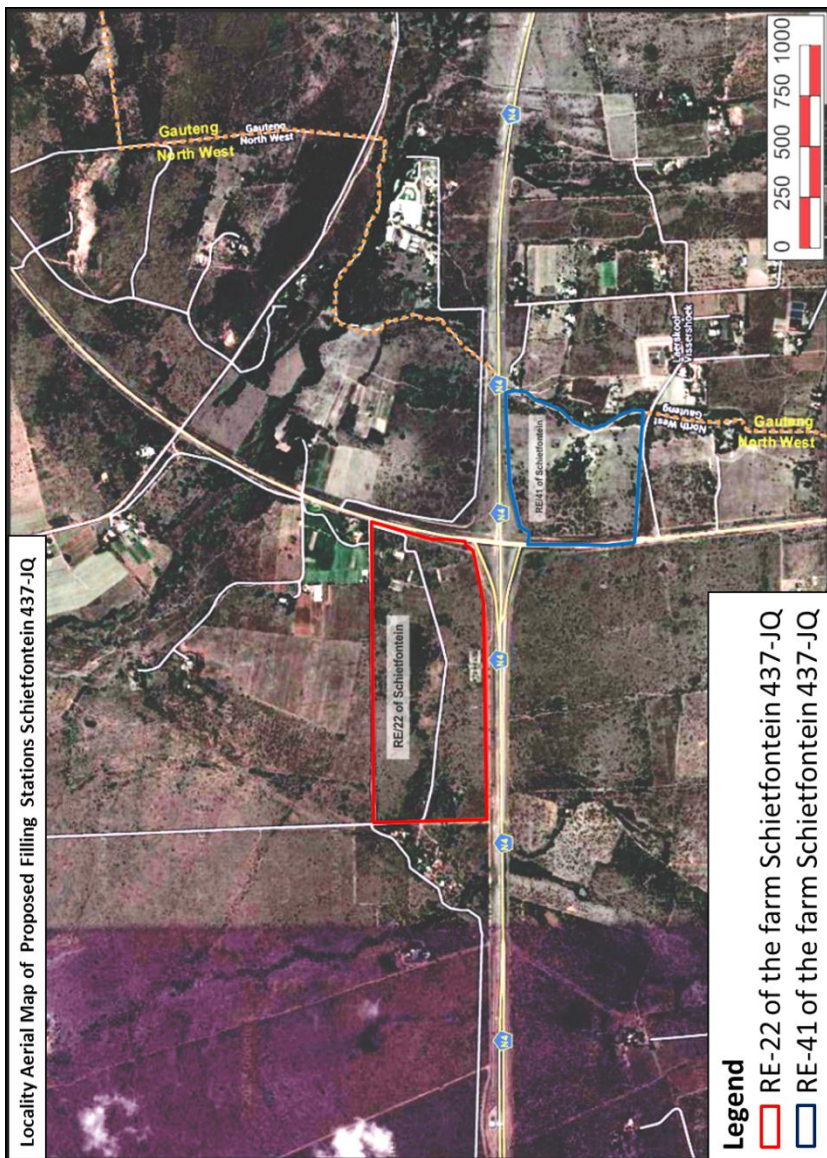 Locality Aerial Map of Proposed Filling Stations Schietfontein 437-JQ
Gauteng
North West
Gauteng
North West
N4
N4
N4
N4
N4
N4
N4
RE/22 of Schietfontein
RE/41 of Schietfontein
Laerskool
Vissershoek
North West
Gauteng
Gauteng
North West
0 250 500 750 1000
Legend
RE-22 of the farm Schietfontein 437-JQ
RE-41 of the farm Schietfontein 437-JQ